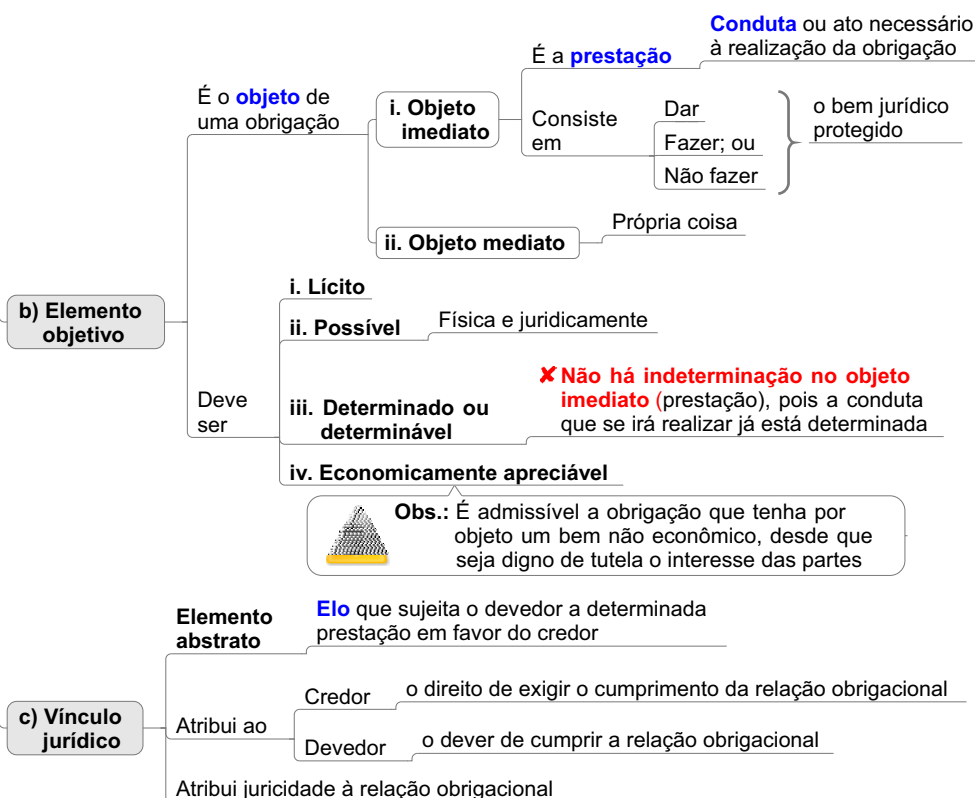 Conduta ou ato necessário
à realização da obrigação
É a prestação
É o objeto de
uma obrigação
i. Objeto
imediato
Consiste
em
Dar
Fazer; ou
Não fazer
o bem jurídico
protegido
ii. Objeto mediato
Própria coisa
b) Elemento
objetivo
Deve
ser
i. Lícito
ii. Possível
Física e juridicamente
iii. Determinado ou
determinável
✘ Não há indeterminação no objeto
imediato (prestação), pois a conduta
que se irá realizar já está determinada
iv. Economicamente apreciável
Obs.: É admissível a obrigação que tenha por
objeto um bem não econômico, desde que
seja digno de tutela o interesse das partes
c) Vínculo
jurídico
Elemento
abstrato
Elo que sujeita o devedor a determinada
prestação em favor do credor
Atribui ao
Credor
o direito de exigir o cumprimento da relação obrigacional
Devedor
o dever de cumprir a relação obrigacional
Atribui juricidade à relação obrigacional